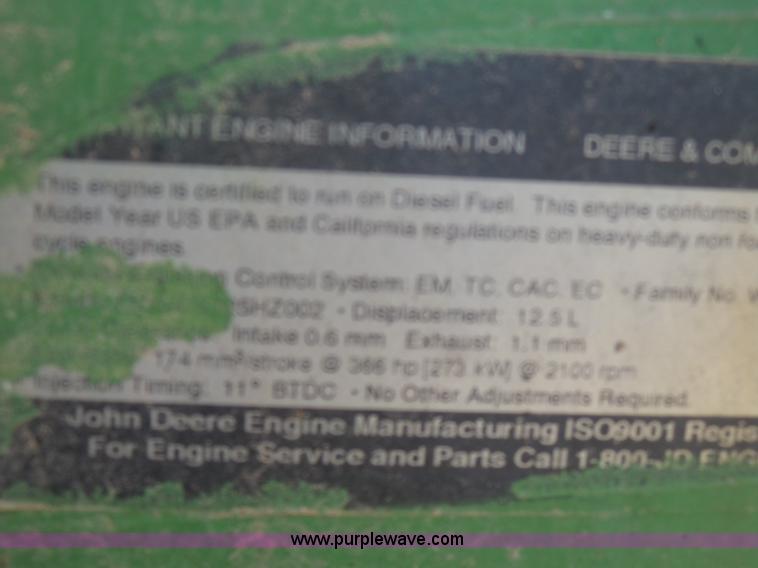 ANT ENGINE INFORMATION DEERE & COM
This engine is certified to run on Diesel Fuel. This engine conforms
Model Year US EPA and California regulations on heavy-duty non
cycle engines.
Control System: EM, TC, CAC, EC • Family No.
SHZ002 • Displacement: 12.5 L
Intake 0.6 mm Exhaust: 1.1 mm
174 mm³/stroke @ 366 hp [273 kW] @ 2100 rpm
Injection Timing: 11° BTDC • No Other Adjustments Required.
John Deere Engine Manufacturing ISO9001 Regis
For Engine Service and Parts Call 1-800-JD ENG
www.purplewave.com